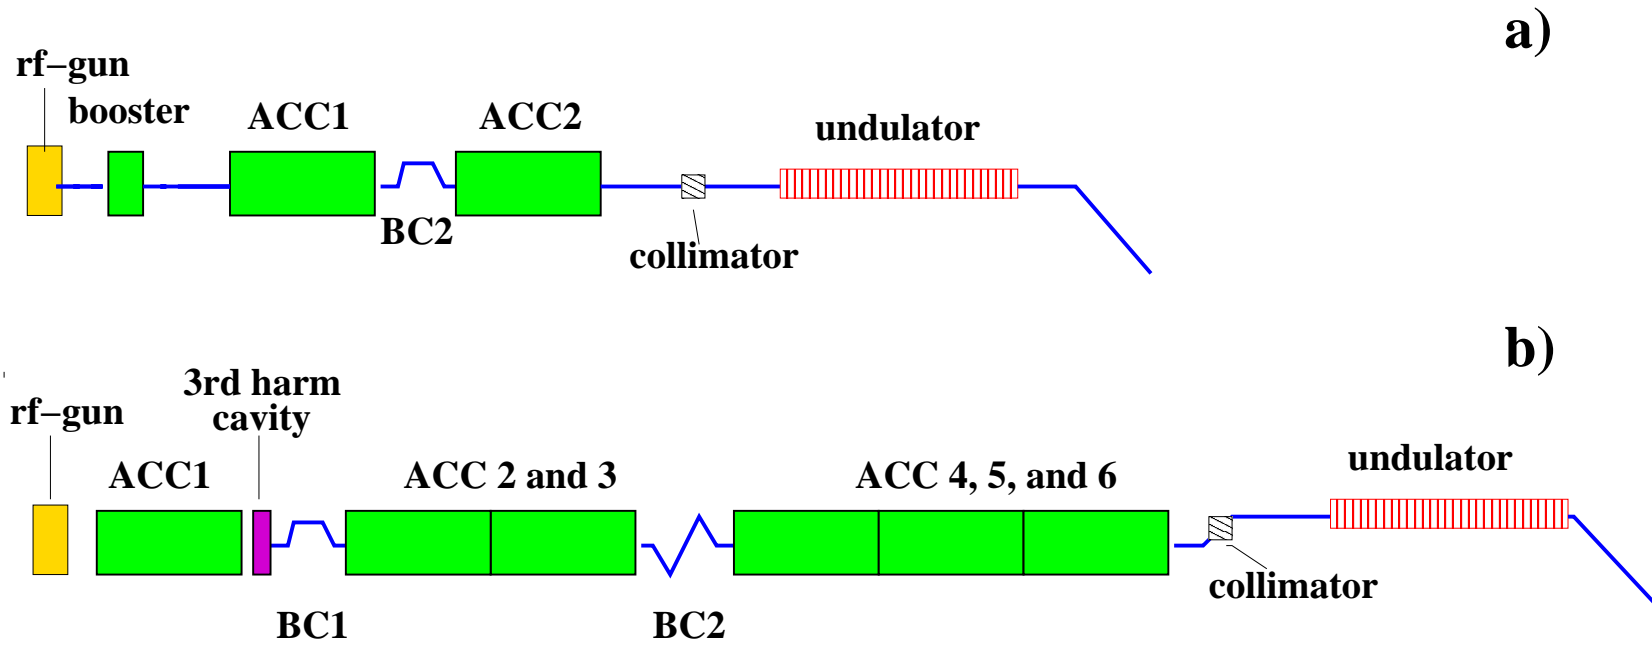 a)
rf−gun
booster
ACC1
ACC2
undulator
BC2
collimator
b)
3rd harm
cavity
rf−gun
ACC1
ACC 2 and 3
ACC 4, 5, and 6
undulator
collimator
BC1
BC2